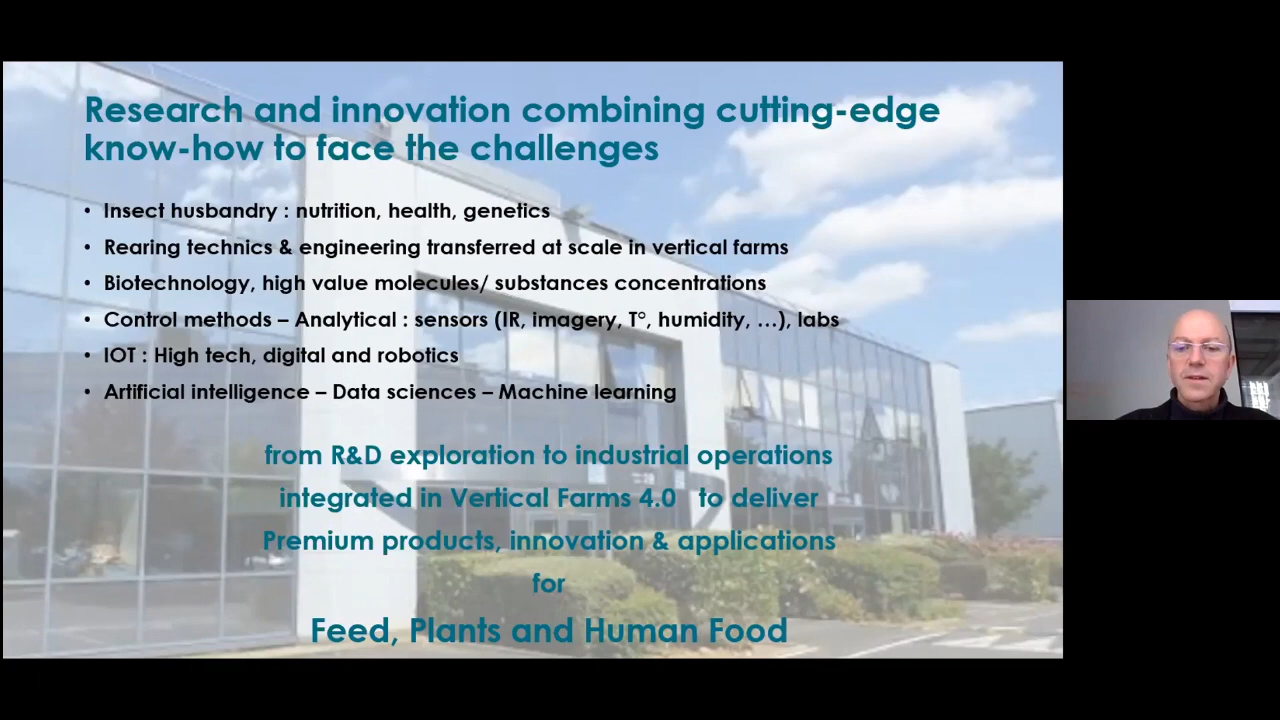 Research and innovation combining cutting-edge
know-how to face the challenges
• Insect husbandry : nutrition, health, genetics
• Rearing technics & engineering transferred at scale in vertical farms
• Biotechnology, high value molecules/ substances concentrations
• Control methods – Analytical : sensors (IR, imagery, T°, humidity, …), labs
• IOT : High tech, digital and robotics
• Artificial intelligence – Data sciences – Machine learning
from R&D exploration to industrial operations
integrated in Vertical Farms 4.0 to deliver
Premium products, innovation & applications
for
Feed, Plants and Human Food